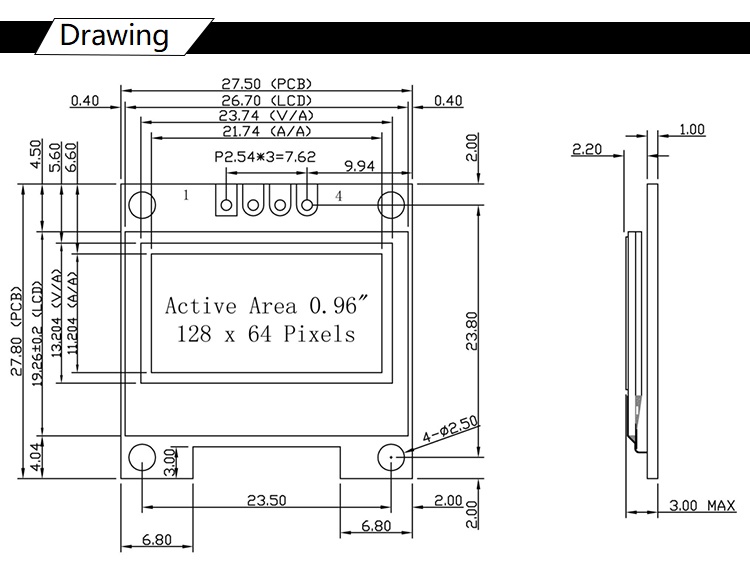 Drawing
27.50 (PCB)
0.40
26.70 (LCD)
0.40
23.74 (V/A)
21.74 (A/A)
P2.54*3=7.62
9.94
4.50
5.60
6.60
2.00
1.00
2.20
1
4
Active Area 0.96"
128 x 64 Pixels
27.80 (PCB)
19.26±0.2 (LCD)
13.204 (V/A)
11.204 (A/A)
23.80
4-ø2.50
4.04
3.00
23.50
2.00
2.00
6.80
6.80
3.00 MAX